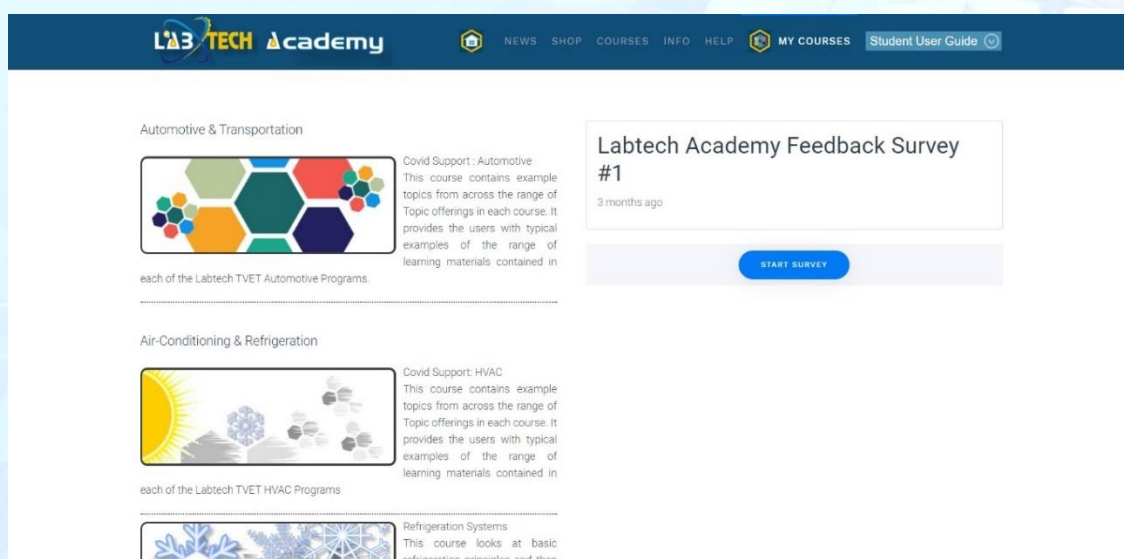 LABTECH Academy
NEWS SHOP COURSES INFO HELP MY COURSES Student User Guide
Automotive & Transportation
Covid Support : Automotive
This course contains example
topics from across the range of
Topic offerings in each course. It
provides the users with typical
examples of the range of
learning materials contained in
each of the Labtech TVET Automotive Programs.
Air-Conditioning & Refrigeration
Covid Support: HVAC
This course contains example
topics from across the range of
Topic offerings in each course. It
provides the users with typical
examples of the range of
learning materials contained in
each of the Labtech TVET HVAC Programs
Refrigeration Systems
This course looks at basic
refrigeration principles and then
Labtech Academy Feedback Survey
#1
3 months ago
START SURVEY